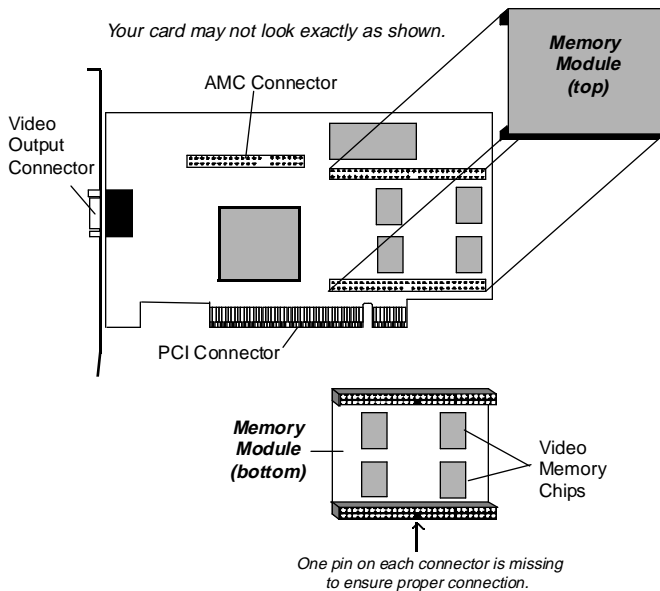 Your card may not look exactly as shown.
Memory
Module
(top)
AMC Connector
Video
Output
Connector
PCI Connector
Memory
Module
(bottom)
Video
Memory
Chips
One pin on each connector is missing
to ensure proper connection.